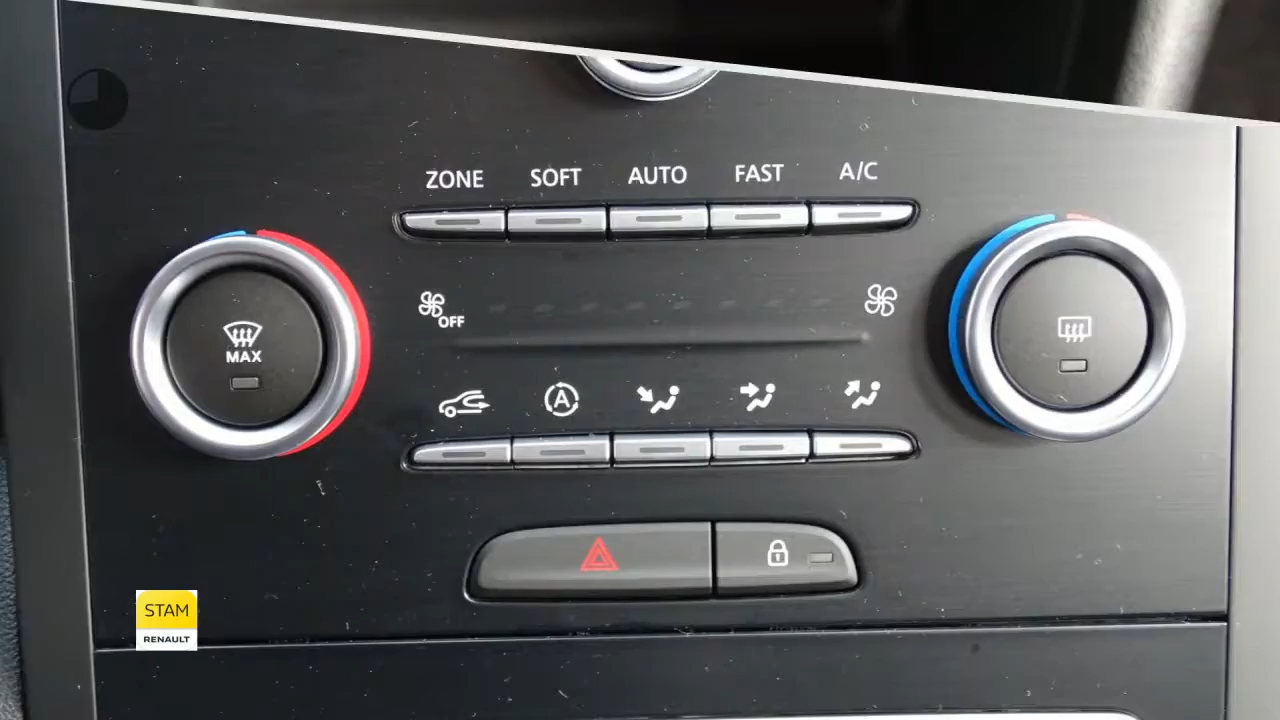 ZONE SOFT AUTO FAST A/C
OFF
MAX
A
STAM
RENAULT